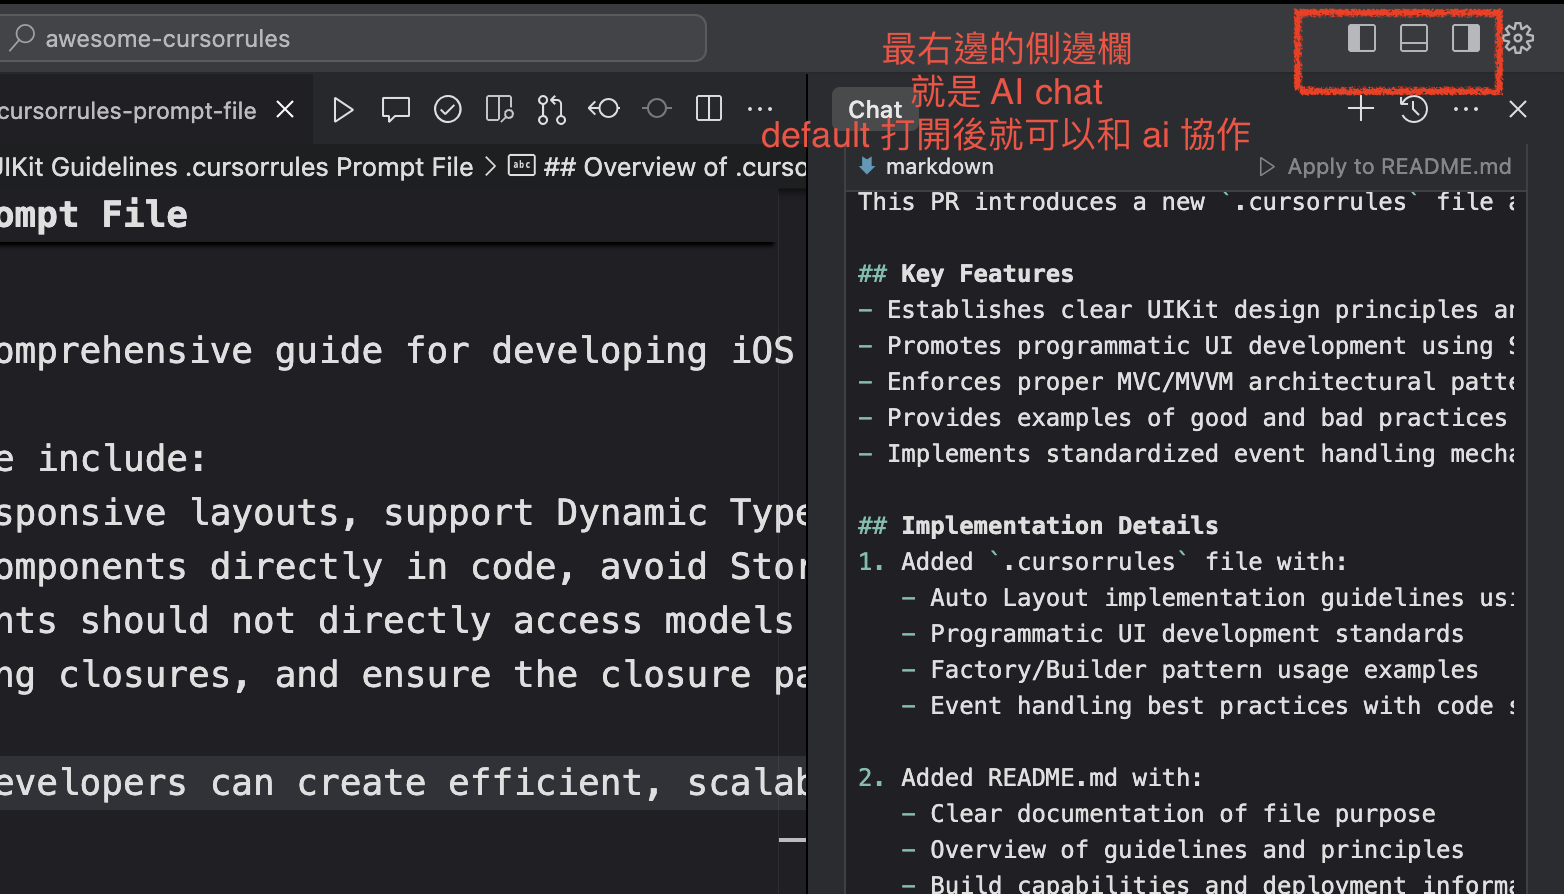 awesome-cursorrules
最右邊的側邊欄
就是 AI chat
default 打開後就可以和 ai 協作
cursorrules-prompt-file
Chat
UIKit Guidelines .cursorrules Prompt File > ## Overview of .curso
ompt File
omprehensive guide for developing iOS
e include:
sponsive layouts, support Dynamic Type
omponents directly in code, avoid Stor
nts should not directly access models
ng closures, and ensure the closure pa
evelopers can create efficient, scalab
markdown
Apply to README.md
This PR introduces a new `.cursorrules` file a
## Key Features
- Establishes clear UIKit design principles an
- Promotes programmatic UI development using S
- Enforces proper MVC/MVVM architectural patte
- Provides examples of good and bad practices
- Implements standardized event handling mecha
## Implementation Details
1. Added `.cursorrules` file with:
- Auto Layout implementation guidelines usi
- Programmatic UI development standards
- Factory/Builder pattern usage examples
- Event handling best practices with code s
2. Added README.md with:
- Clear documentation of file purpose
- Overview of guidelines and principles
- Build capabilities and deployment informa